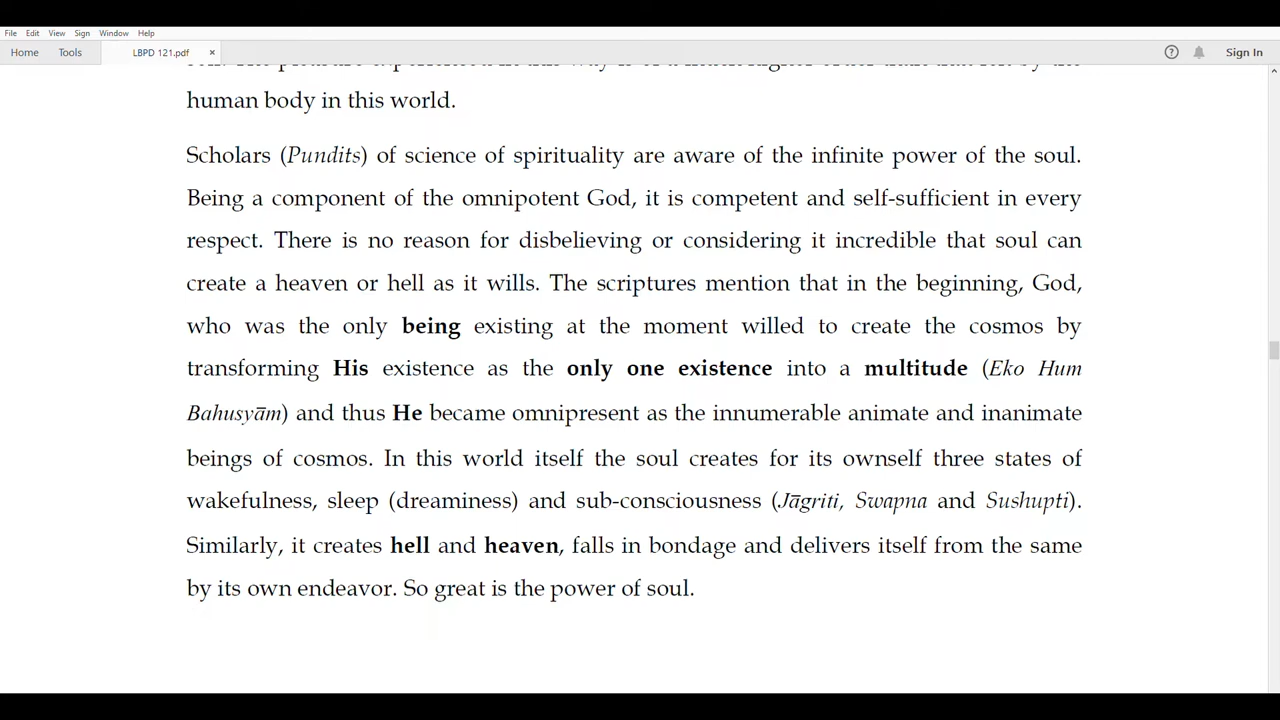 File Edit View Sign Window Help
Home Tools LBPD 121.pdf × ? Sign In
human body in this world.
Scholars (Pundits) of science of spirituality are aware of the infinite power of the soul.
Being a component of the omnipotent God, it is competent and self-sufficient in every
respect. There is no reason for disbelieving or considering it incredible that soul can
create a heaven or hell as it wills. The scriptures mention that in the beginning, God,
who was the only being existing at the moment willed to create the cosmos by
transforming His existence as the only one existence into a multitude (Eko Hum
Bahusyām) and thus He became omnipresent as the innumerable animate and inanimate
beings of cosmos. In this world itself the soul creates for its ownself three states of
wakefulness, sleep (dreaminess) and sub-consciousness (Jāgriti, Swapna and Sushupti).
Similarly, it creates hell and heaven, falls in bondage and delivers itself from the same
by its own endeavor. So great is the power of soul.